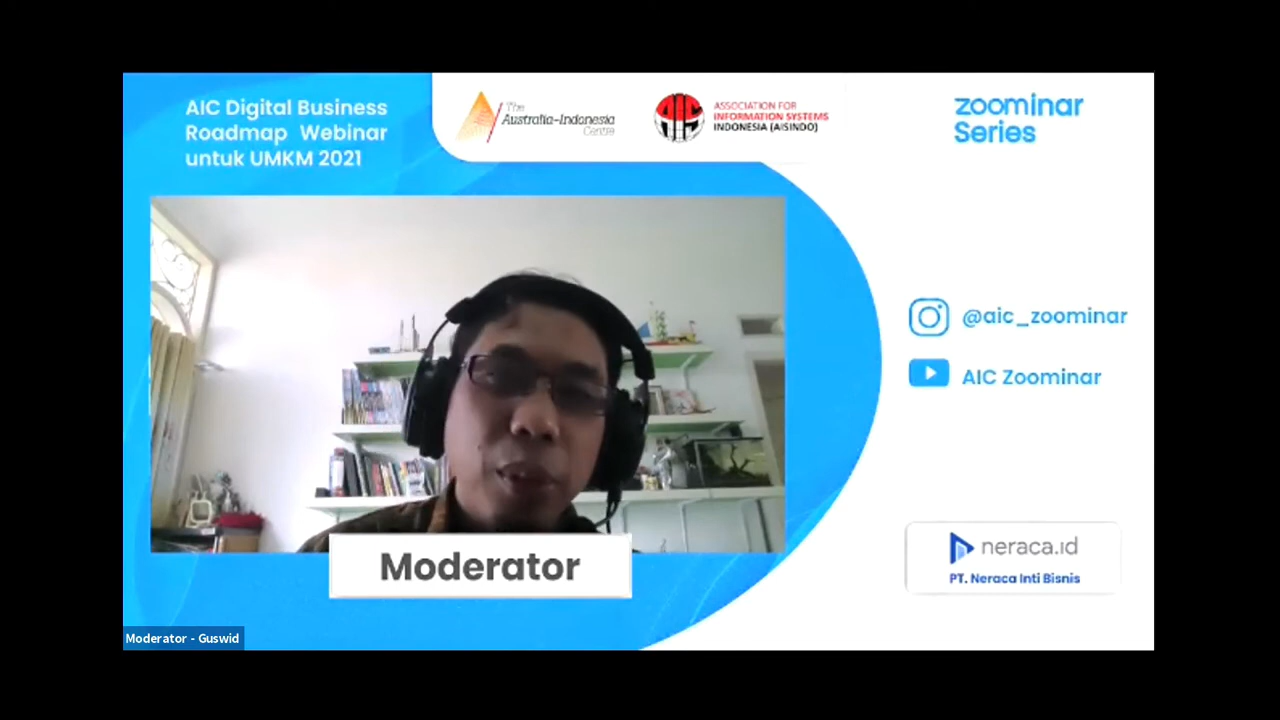 AIC Digital Business
Roadmap Webinar
untuk UMKM 2021
The
Australia-Indonesia
Centre
AIS
ASSOCIATION FOR
INFORMATION SYSTEMS
INDONESIA (AISINDO)
zoominar
Series
@aic_zoominar
AIC Zoominar
neraca.id
PT. Neraca Inti Bisnis
Moderator
Moderator - Guswid